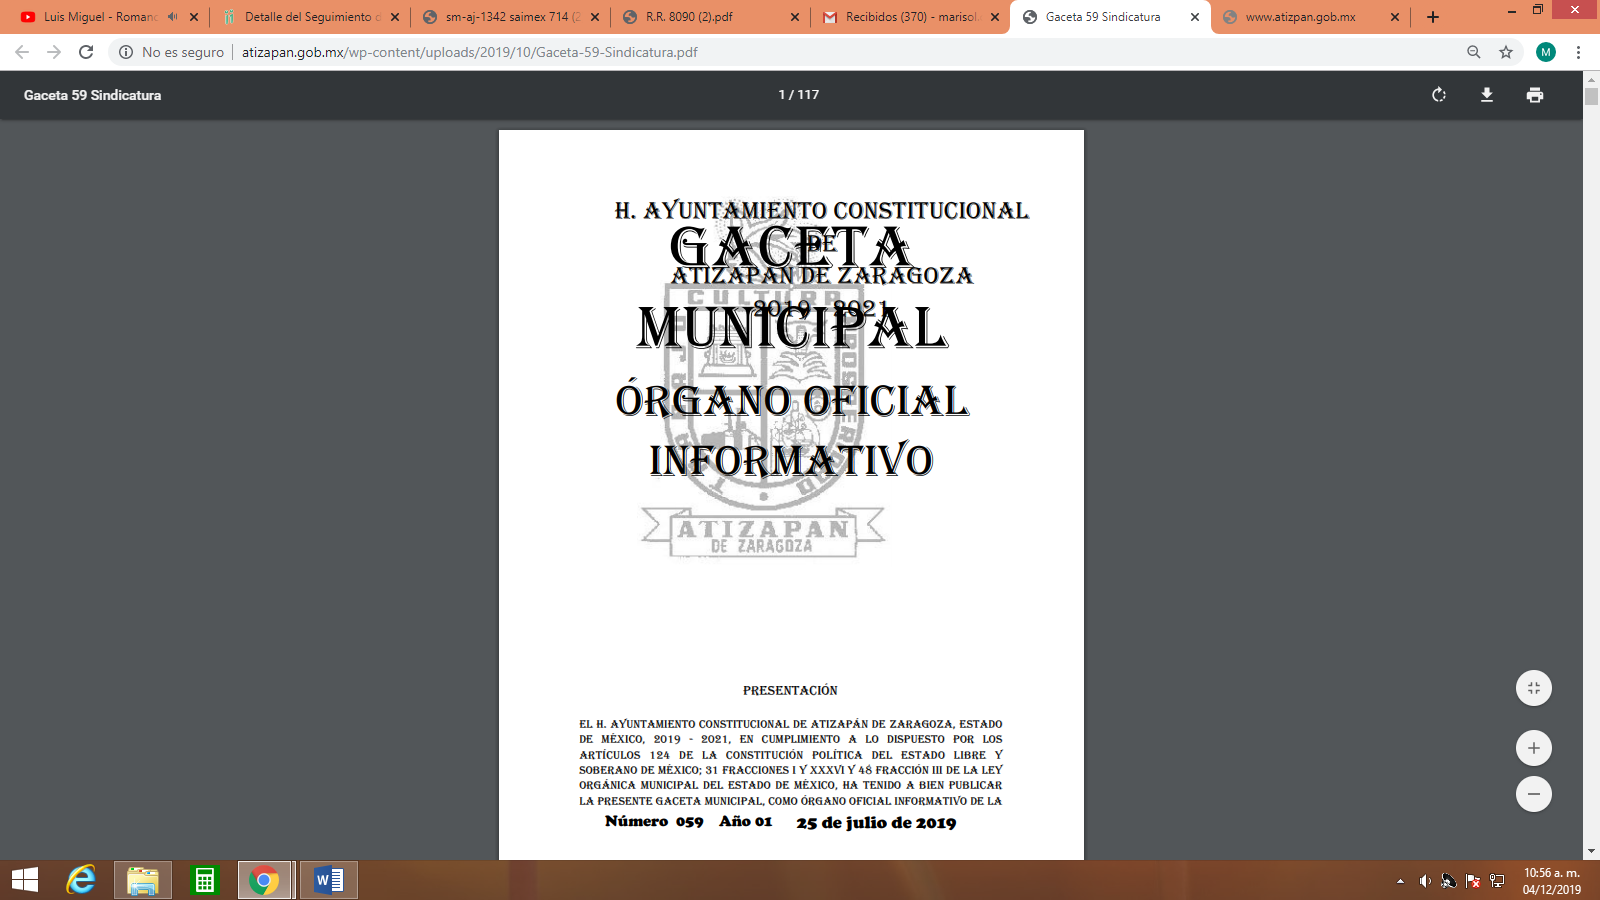 Luis Miguel - Romanc
Detalle del Seguimiento d
sm-aj-1342 saimex 714 (2
R.R. 8090 (2).pdf
Recibidos (370) - marisol.
Gaceta 59 Sindicatura
www.atizpan.gob.mx
No es seguro
atizapan.gob.mx/wp-content/uploads/2019/10/Gaceta-59-Sindicatura.pdf
M
Gaceta 59 Sindicatura
1 / 117
H. AYUNTAMIENTO CONSTITUCIONAL
DE
ATIZAPAN DE ZARAGOZA
2019 - 2021
GACETA
MUNICIPAL
ÓRGANO OFICIAL
INFORMATIVO
CULTURA
ATIZAPAN
DE ZARAGOZA
PRESENTACIÓN
EL H. AYUNTAMIENTO CONSTITUCIONAL DE ATIZAPÁN DE ZARAGOZA, ESTADO
DE MÉXICO, 2019 - 2021, EN CUMPLIMIENTO A LO DISPUESTO POR LOS
ARTÍCULOS 124 DE LA CONSTITUCIÓN POLÍTICA DEL ESTADO LIBRE Y
SOBERANO DE MÉXICO; 31 FRACCIONES I Y XXXVI Y 48 FRACCIÓN III DE LA LEY
ORGÁNICA MUNICIPAL DEL ESTADO DE MÉXICO, HA TENIDO A BIEN PUBLICAR
LA PRESENTE GACETA MUNICIPAL, COMO ÓRGANO OFICIAL INFORMATIVO DE LA
Número 059 Año 01 25 de julio de 2019
10:56 a. m.
04/12/2019